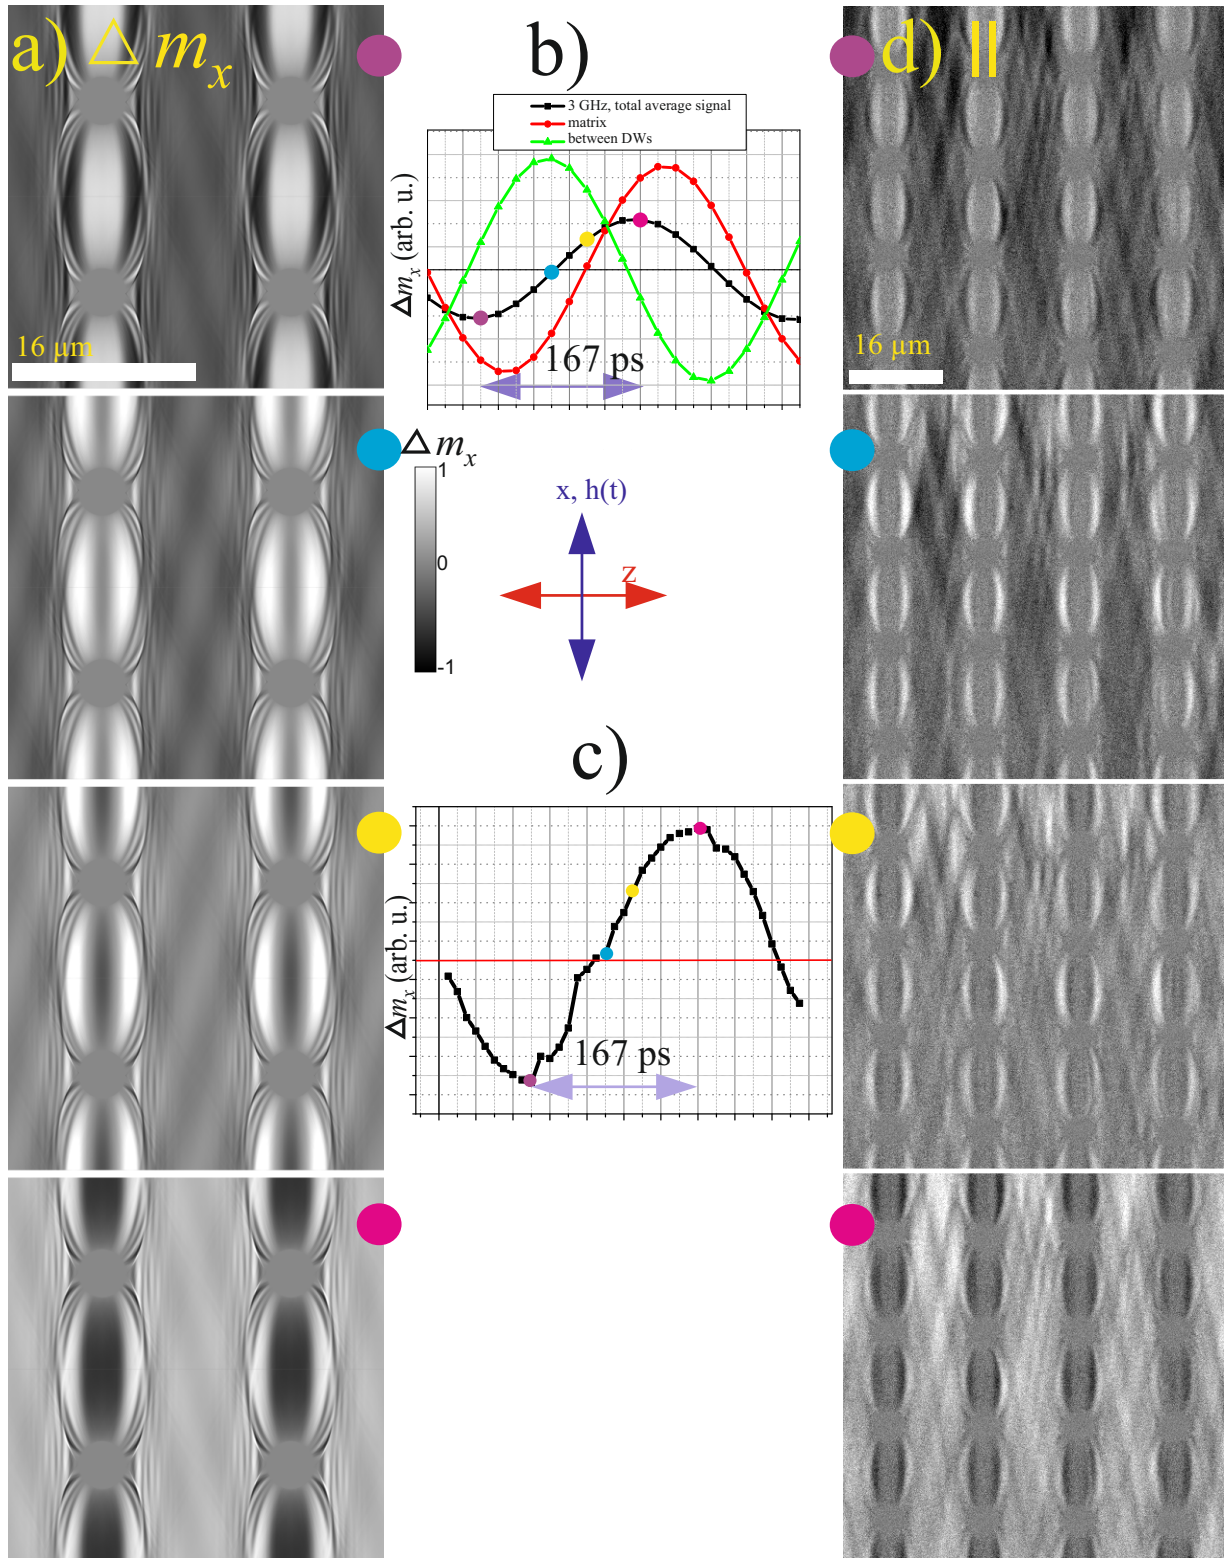 a) △ m_x
16 µm
b)
3 GHz, total average signal
matrix
between DWs
Δm_x (arb. u.)
167 ps
△ m_x
1
0
-1
x, h(t)
z
c)
Δm_x (arb. u.)
167 ps
d) ||
16 µm